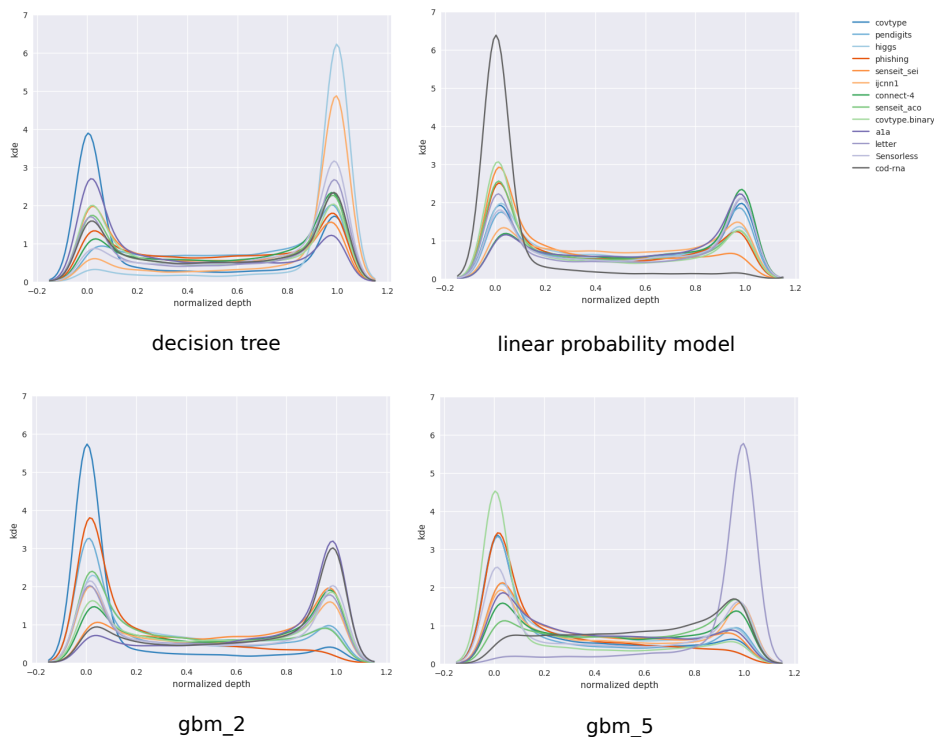 7
6
5
4
3
2
1
0
kde
−0.2 0.0 0.2 0.4 0.6 0.8 1.0 1.2
normalized depth
decision tree
7
6
5
4
3
2
1
0
kde
−0.2 0.0 0.2 0.4 0.6 0.8 1.0 1.2
normalized depth
linear probability model
covtype
pendigits
higgs
phishing
senseit_sei
ijcnn1
connect-4
senseit_aco
covtype.binary
a1a
letter
Sensorless
cod-rna
7
6
5
4
3
2
1
0
kde
−0.2 0.0 0.2 0.4 0.6 0.8 1.0 1.2
normalized depth
gbm_2
7
6
5
4
3
2
1
0
kde
−0.2 0.0 0.2 0.4 0.6 0.8 1.0 1.2
normalized depth
gbm_5